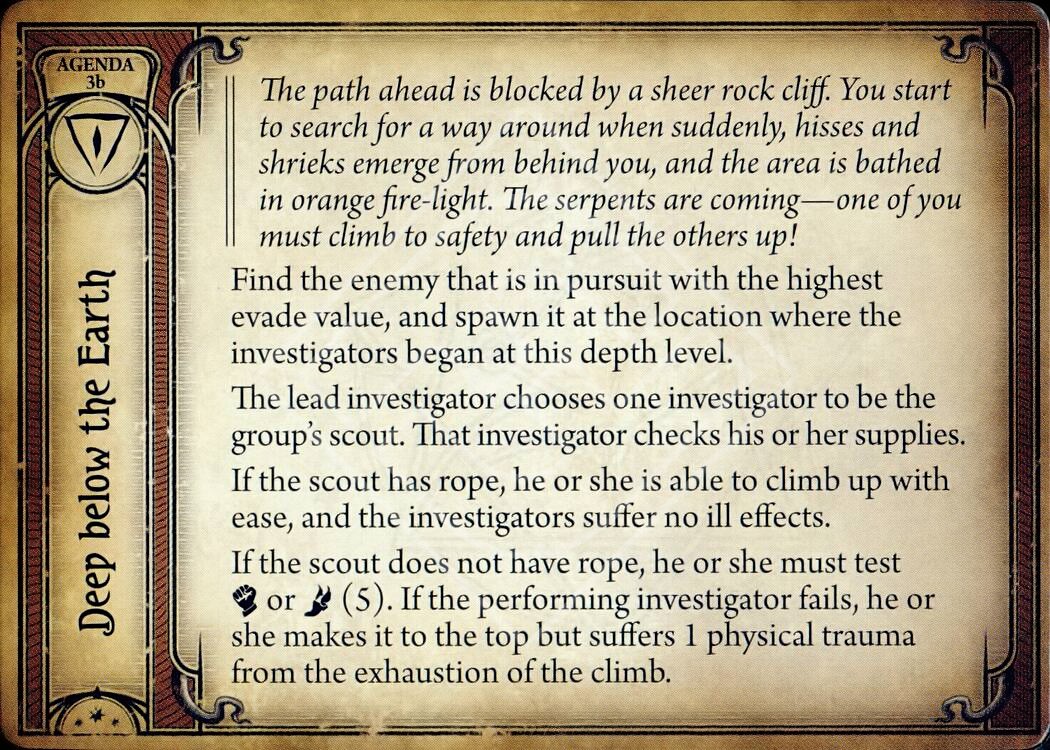 AGENDA
3b
Deep below the Earth
The path ahead is blocked by a sheer rock cliff. You start
to search for a way around when suddenly, hisses and
shrieks emerge from behind you, and the area is bathed
in orange fire-light. The serpents are coming—one of you
must climb to safety and pull the others up!
Find the enemy that is in pursuit with the highest
evade value, and spawn it at the location where the
investigators began at this depth level.
The lead investigator chooses one investigator to be the
group's scout. That investigator checks his or her supplies.
If the scout has rope, he or she is able to climb up with
ease, and the investigators suffer no ill effects.
If the scout does not have rope, he or she must test
or (5). If the performing investigator fails, he or
she makes it to the top but suffers 1 physical trauma
from the exhaustion of the climb.